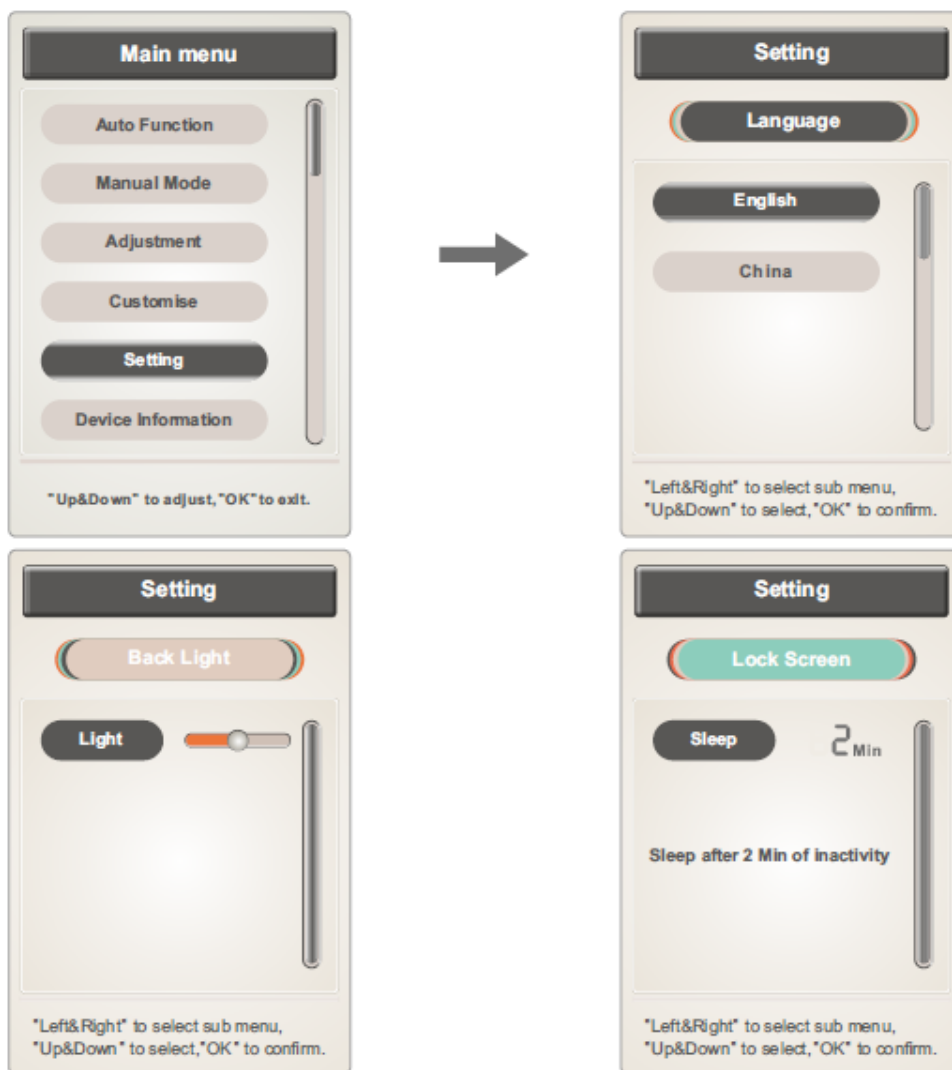 Main menu
Auto Function
Manual Mode
Adjustment
Customise
Setting
Device Information
"Up&Down" to adjust,"OK"to exit.
Setting
Language
English
China
"Left&Right" to select sub menu,
"Up&Down" to select,"OK" to confirm.
Setting
Back Light
Light
"Left&Right" to select sub menu,
"Up&Down" to select,"OK" to confirm.
Setting
Lock Screen
Sleep 2 Min
Sleep after 2 Min of inactivity
"Left&Right" to select sub menu,
"Up&Down" to select,"OK" to confirm.